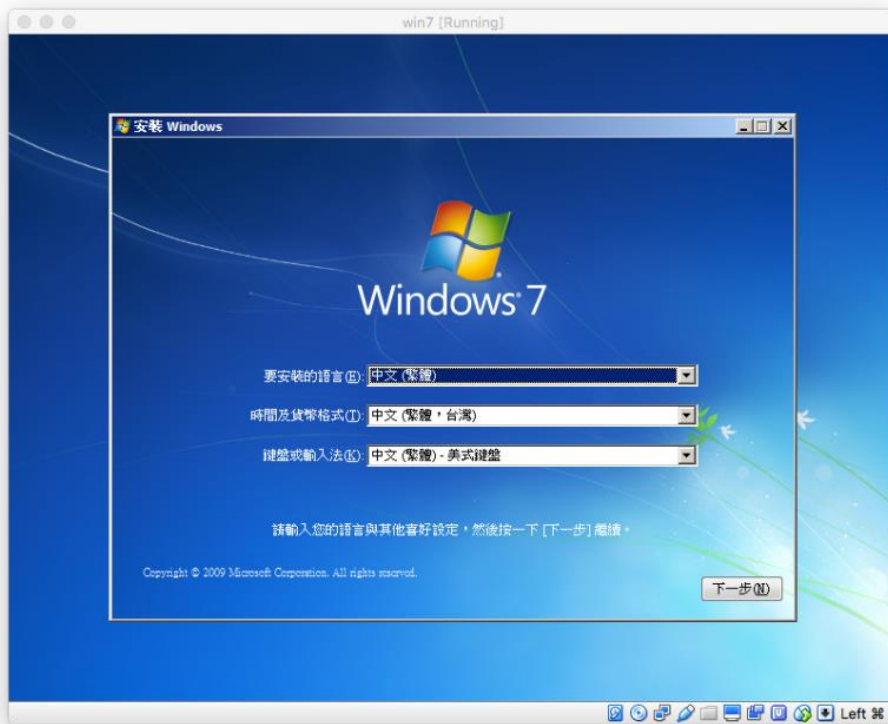 win7 [Running]
安裝 Windows
Windows 7
要安裝的語言(E): 中文 (繁體)
時間及貨幣格式(T): 中文 (繁體，台灣)
鍵盤或輸入法(K): 中文 (繁體) - 美式鍵盤
請輸入您的語言與其他喜好設定，然後按一下 [下一步] 繼續。
Copyright © 2009 Microsoft Corporation. All rights reserved.
下一步(N)
Left ⌘